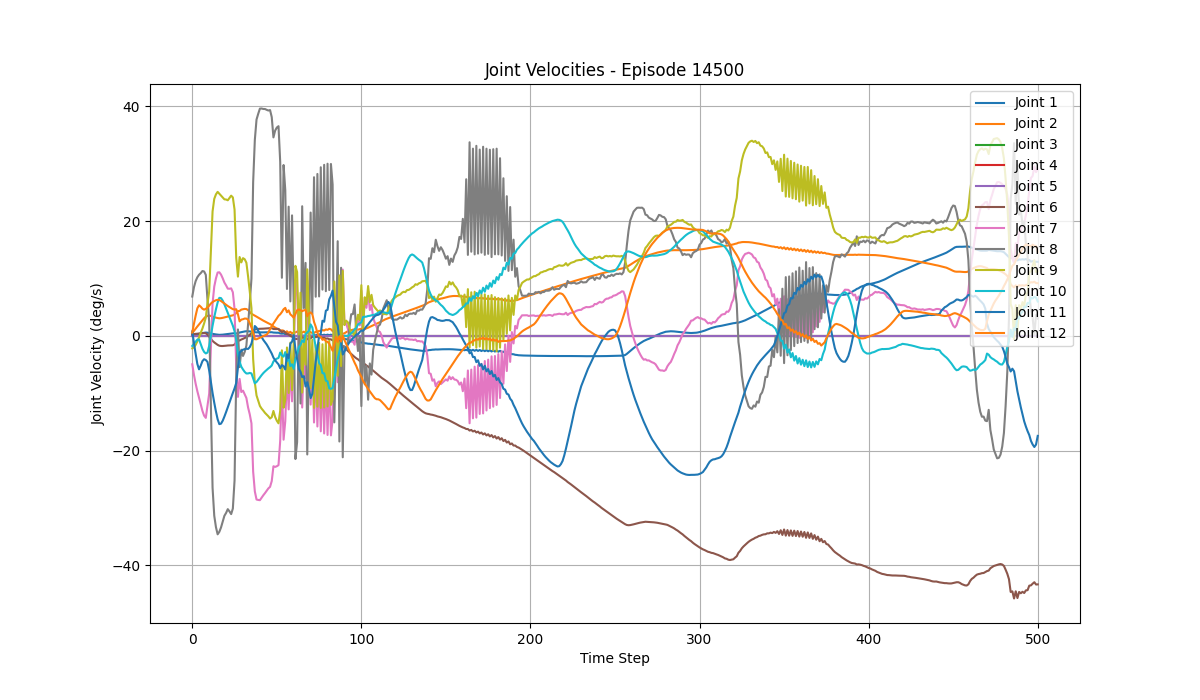 Joint Velocities - Episode 14500
Joint Velocity (deg/s)
40
20
0
−20
−40
0
100
200
300
400
500
Time Step
Joint 1
Joint 2
Joint 3
Joint 4
Joint 5
Joint 6
Joint 7
Joint 8
Joint 9
Joint 10
Joint 11
Joint 12